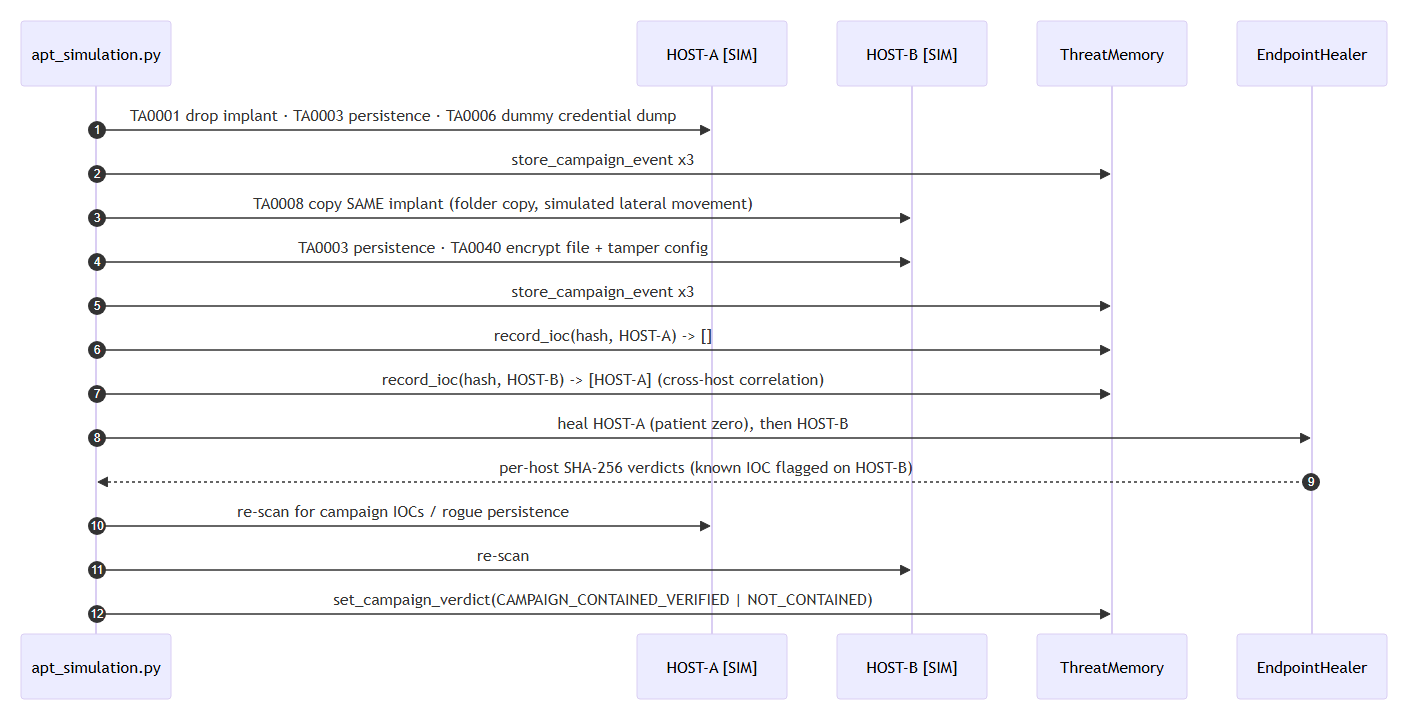 apt_simulation.py
HOST-A [SIM]
HOST-B [SIM]
ThreatMemory
EndpointHealer
TA0001 drop implant · TA0003 persistence · TA0006 dummy credential dump
1
store_campaign_event x3
2
TA0008 copy SAME implant (folder copy, simulated lateral movement)
3
TA0003 persistence · TA0040 encrypt file + tamper config
4
store_campaign_event x3
5
record_ioc(hash, HOST-A) -> []
6
record_ioc(hash, HOST-B) -> [HOST-A] (cross-host correlation)
7
heal HOST-A (patient zero), then HOST-B
8
per-host SHA-256 verdicts (known IOC flagged on HOST-B)
9
re-scan for campaign IOCs / rogue persistence
10
re-scan
11
set_campaign_verdict(CAMPAIGN_CONTAINED_VERIFIED | NOT_CONTAINED)
12
apt_simulation.py
HOST-A [SIM]
HOST-B [SIM]
ThreatMemory
EndpointHealer